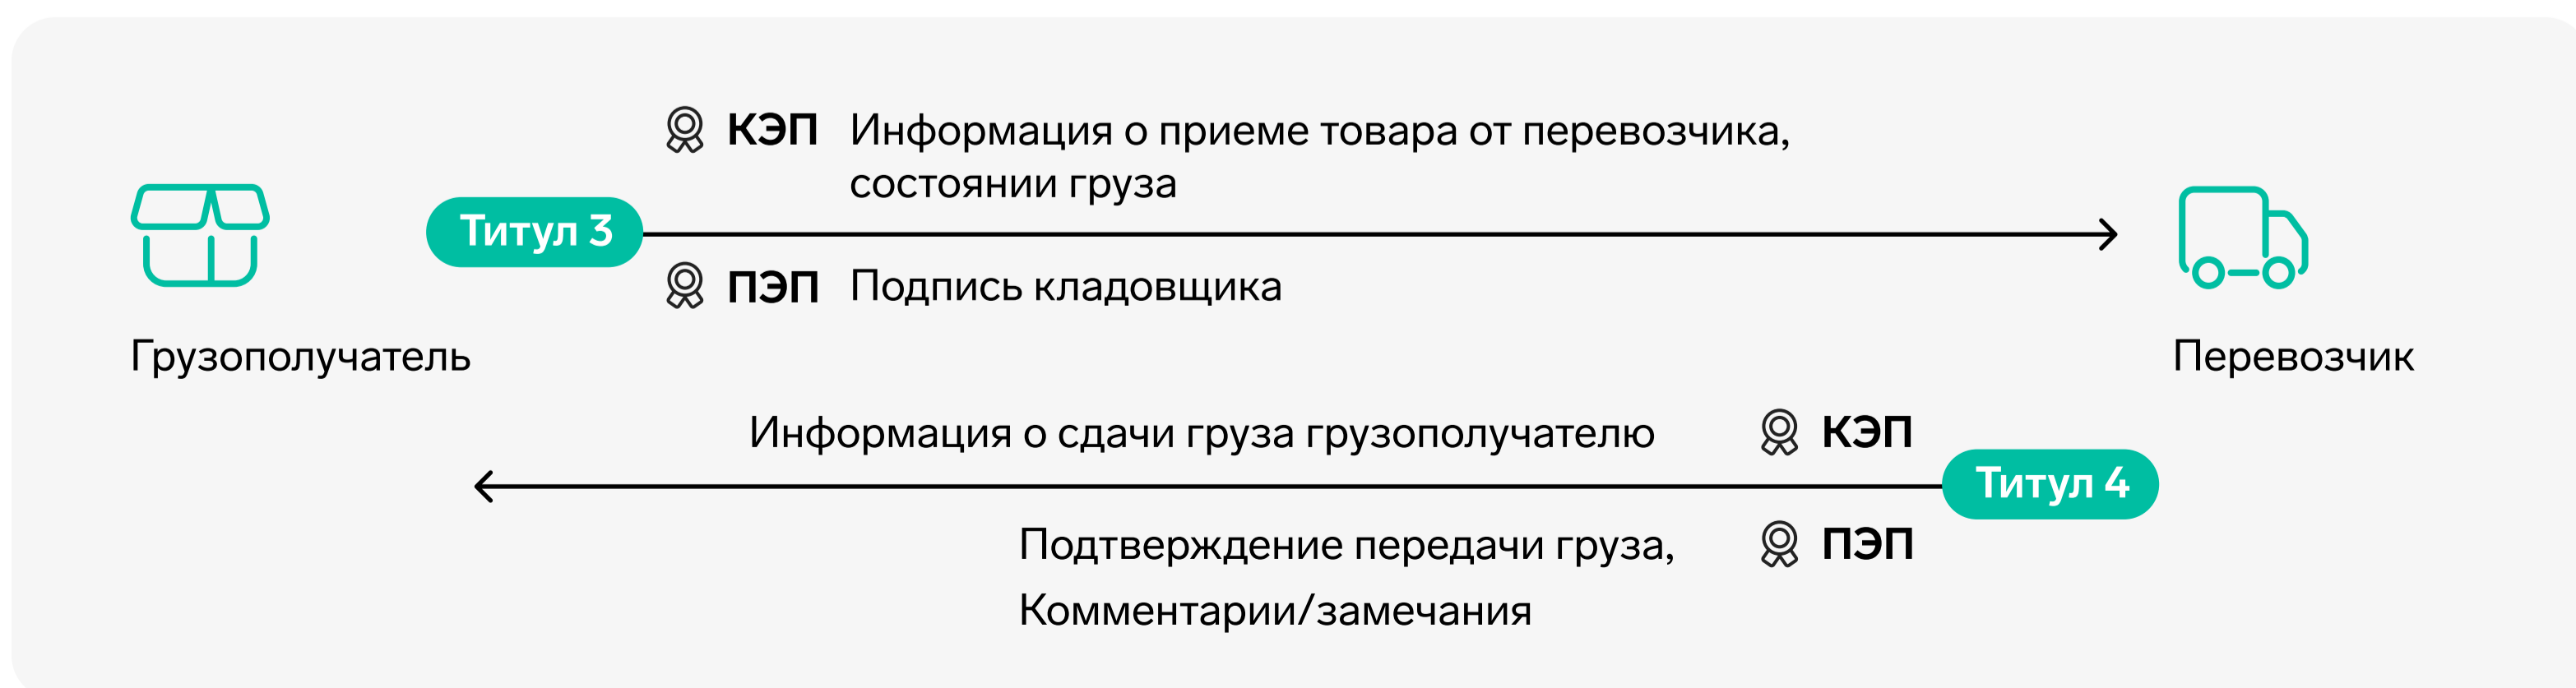 КЭП Информация о приеме товара от перевозчика,
состоянии груза
Титул 3
ПЭП Подпись кладовщика
Грузополучатель
Перевозчик
Информация о сдачи груза грузополучателю КЭП
Титул 4
Подтверждение передачи груза, ПЭП
Комментарии/замечания